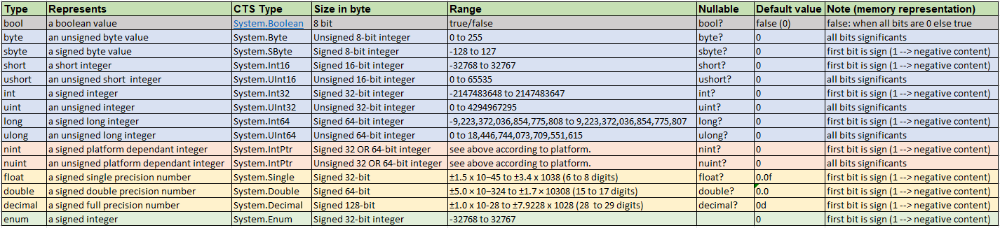 Type Represents CTS Type Size in byte Range Nullable Default value Note (memory representation)
bool a boolean value System.Boolean 8 bit true/false bool? false (0) false: when all bits are 0 else true
byte an unsigned byte value System.Byte Unsigned 8-bit integer 0 to 255 byte? 0 all bits significants
sbyte a signed byte value System.SByte Signed 8-bit integer -128 to 127 sbyte? 0 first bit is sign (1 --> negative content)
short a short integer System.Int16 Signed 16-bit integer -32768 to 32767 short? 0 first bit is sign (1 --> negative content)
ushort an unsigned short integer System.UInt16 Unsigned 16-bit integer 0 to 65535 ushort? 0 all bits significants
int a signed integer System.Int32 Signed 32-bit integer -2147483648 to 2147483647 int? 0 first bit is sign (1 --> negative content)
uint an unsigned integer System.UInt32 Unsigned 32-bit integer 0 to 4294967295 uint? 0 all bits significants
long a signed long integer System.Int64 Signed 64-bit integer -9,223,372,036,854,775,808 to 9,223,372,036,854,775,807 long? 0 first bit is sign (1 --> negative content)
ulong an unsigned long integer System.UInt64 Unsigned 64-bit integer 0 to 18,446,744,073,709,551,615 ulong? 0 all bits significants
nint a signed platform dependant integer System.IntPtr Signed 32 OR 64-bit integer see above according to platform. nint? 0 first bit is sign (1 --> negative content)
nuint an unsigned platform dependant integer System.IntPtr Unsigned 32 OR 64-bit integer see above according to platform. nuint? 0 all bits significants
float a signed single precision number System.Single Signed 32-bit ±1.5 x 10−45 to ±3.4 x 1038 (6 to 8 digits) float? 0.0f first bit is sign (1 --> negative content)
double a signed double precision number System.Double Signed 64-bit ±5.0 × 10−324 to ±1.7 × 10308 (15 to 17 digits) double? 0.0 first bit is sign (1 --> negative content)
decimal a signed full precision number System.Decimal Signed 128-bit ±1.0 x 10-28 to ±7.9228 x 1028 (28 to 29 digits) decimal? 0d first bit is sign (1 --> negative content)
enum a signed integer System.Enum Signed 32-bit integer -32768 to 32767 0 first bit is sign (1 --> negative content)